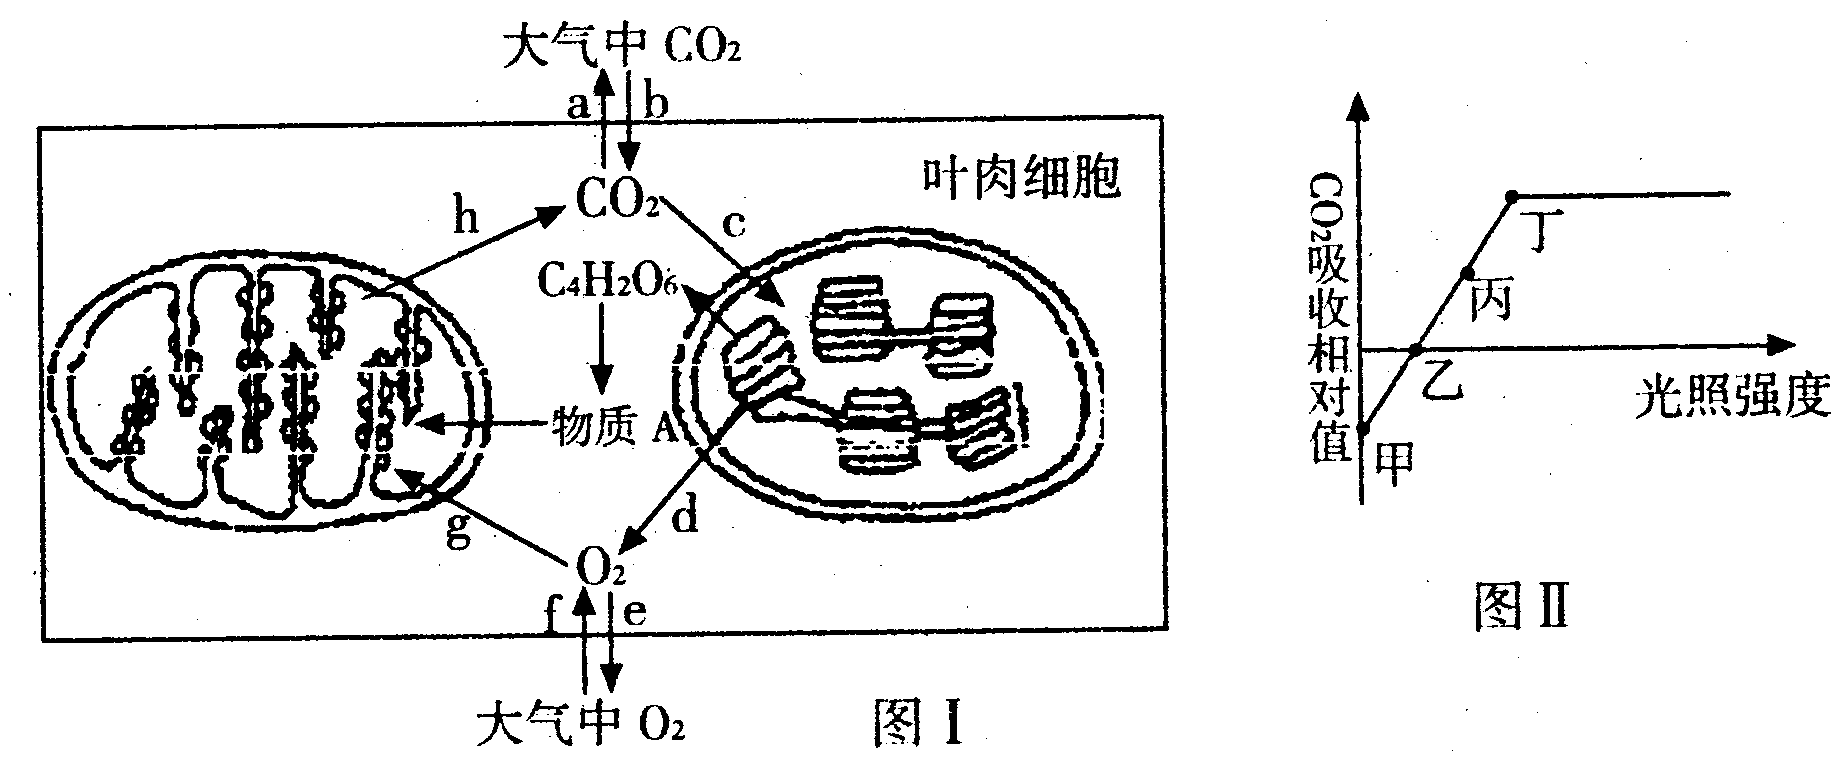 大气中 CO₂
a
b
叶肉细胞
CO₂
h
c
C₄H₂O₆
物质 A
g
d
O₂
f
e
大气中 O₂
图 I
CO₂吸收相对值
丁
丙
乙
甲
光照强度
图 II